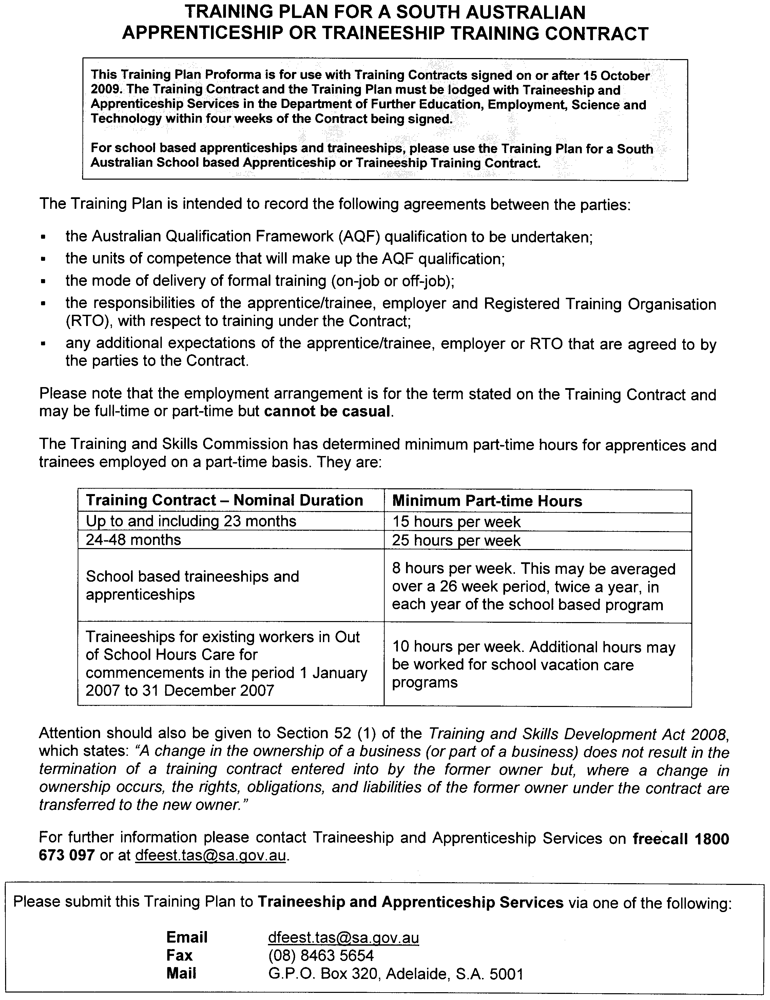 TRAINING PLAN FOR A SOUTH AUSTRALIAN
APPRENTICESHIP OR TRAINEESHIP TRAINING CONTRACT
This Training Plan Proforma is for use with Training Contracts signed on or after 15 October
2009. The Training Contract and the Training Plan must be lodged with Traineeship and
Apprenticeship Services in the Department of Further Education, Employment, Science and
Technology within four weeks of the Contract being signed.
For school based apprenticeships and traineeships, please use the Training Plan for a South
Australian School based Apprenticeship or Traineeship Training Contract.
The Training Plan is intended to record the following agreements between the parties:
▪ the Australian Qualification Framework (AQF) qualification to be undertaken;
▪ the units of competence that will make up the AQF qualification;
▪ the mode of delivery of formal training (on-job or off-job);
▪ the responsibilities of the apprentice/trainee, employer and Registered Training Organisation
(RTO), with respect to training under the Contract;
▪ any additional expectations of the apprentice/trainee, employer or RTO that are agreed to by
the parties to the Contract.
Please note that the employment arrangement is for the term stated on the Training Contract and
may be full-time or part-time but cannot be casual.
The Training and Skills Commission has determined minimum part-time hours for apprentices and
trainees employed on a part-time basis. They are:
Training Contract – Nominal Duration
Minimum Part-time Hours
Up to and including 23 months
15 hours per week
24-48 months
25 hours per week
School based traineeships and
apprenticeships
8 hours per week. This may be averaged
over a 26 week period, twice a year, in
each year of the school based program
Traineeships for existing workers in Out
of School Hours Care for
commencements in the period 1 January
2007 to 31 December 2007
10 hours per week. Additional hours may
be worked for school vacation care
programs
Attention should also be given to Section 52 (1) of the Training and Skills Development Act 2008,
which states: “A change in the ownership of a business (or part of a business) does not result in the
termination of a training contract entered into by the former owner but, where a change in
ownership occurs, the rights, obligations, and liabilities of the former owner under the contract are
transferred to the new owner.”
For further information please contact Traineeship and Apprenticeship Services on freecall 1800
673 097 or at dfeest.tas@sa.gov.au.
Please submit this Training Plan to Traineeship and Apprenticeship Services via one of the following:
Email dfeest.tas@sa.gov.au
Fax (08) 8463 5654
Mail G.P.O. Box 320, Adelaide, S.A. 5001